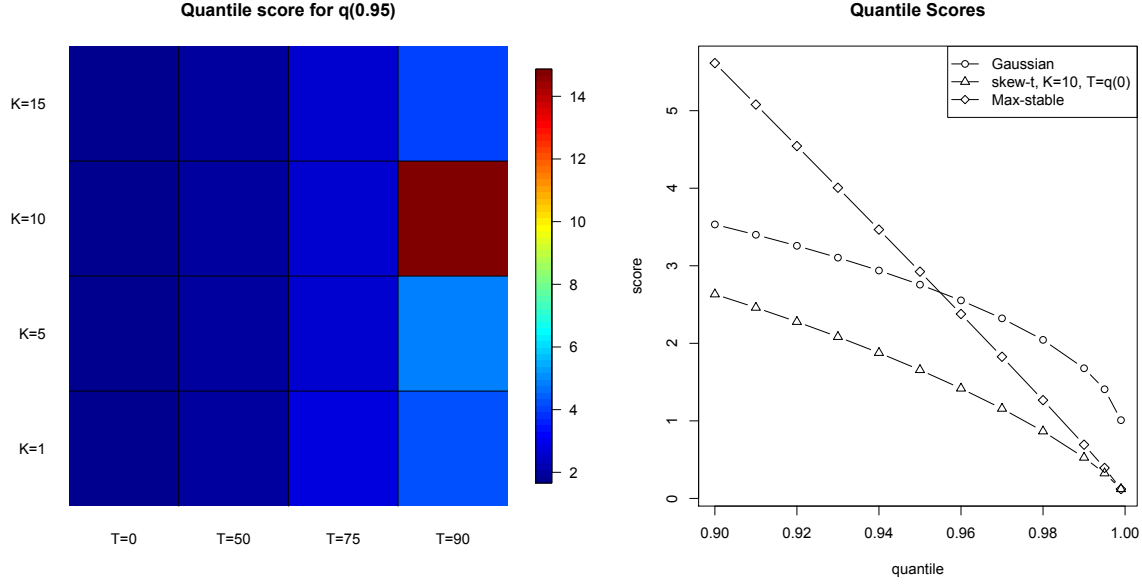 Quantile score for q(0.95)
K=15
K=10
K=5
K=1
T=0
T=50
T=75
T=90
14
12
10
8
6
4
2
Quantile Scores
Gaussian
skew-t, K=10, T=q(0)
Max-stable
score
5
4
3
2
1
0
0.90
0.92
0.94
0.96
0.98
1.00
quantile